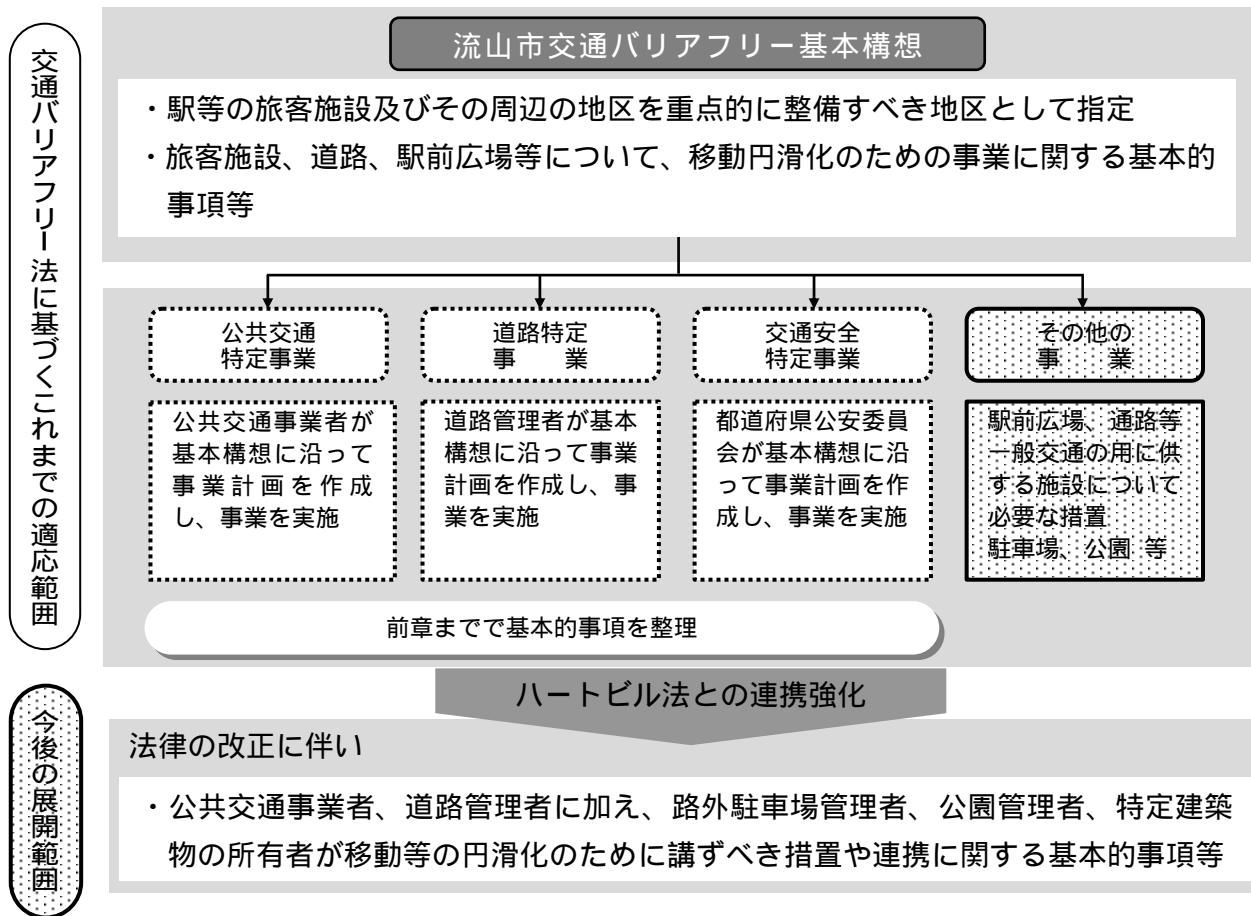 交通バリアフリー法に基づくこれまでの適応範囲
流山市交通バリアフリー基本構想
・駅等の旅客施設及びその周辺の地区を重点的に整備すべき地区として指定
・旅客施設、道路、駅前広場等について、移動円滑化のための事業に関する基本的
事項等
公共交通
特定事業
公共交通事業者が
基本構想に沿って
事業計画を作成
し、事業を実施
道路特定
事　　業
道路管理者が基本
構想に沿って事業
計画を作成し、事
業を実施
交通安全
特定事業
都道府県公安委員
会が基本構想に沿
って事業計画を作
成し、事業を実施
その他の
事　　業
駅前広場、通路等
一般交通の用に供
する施設について
必要な措置
駐車場、公園 等
前章までで基本的事項を整理
ハートビル法との連携強化
今後の展開範囲
法律の改正に伴い
・公共交通事業者、道路管理者に加え、路外駐車場管理者、公園管理者、特定建築
物の所有者が移動等の円滑化のために講ずべき措置や連携に関する基本的事項等